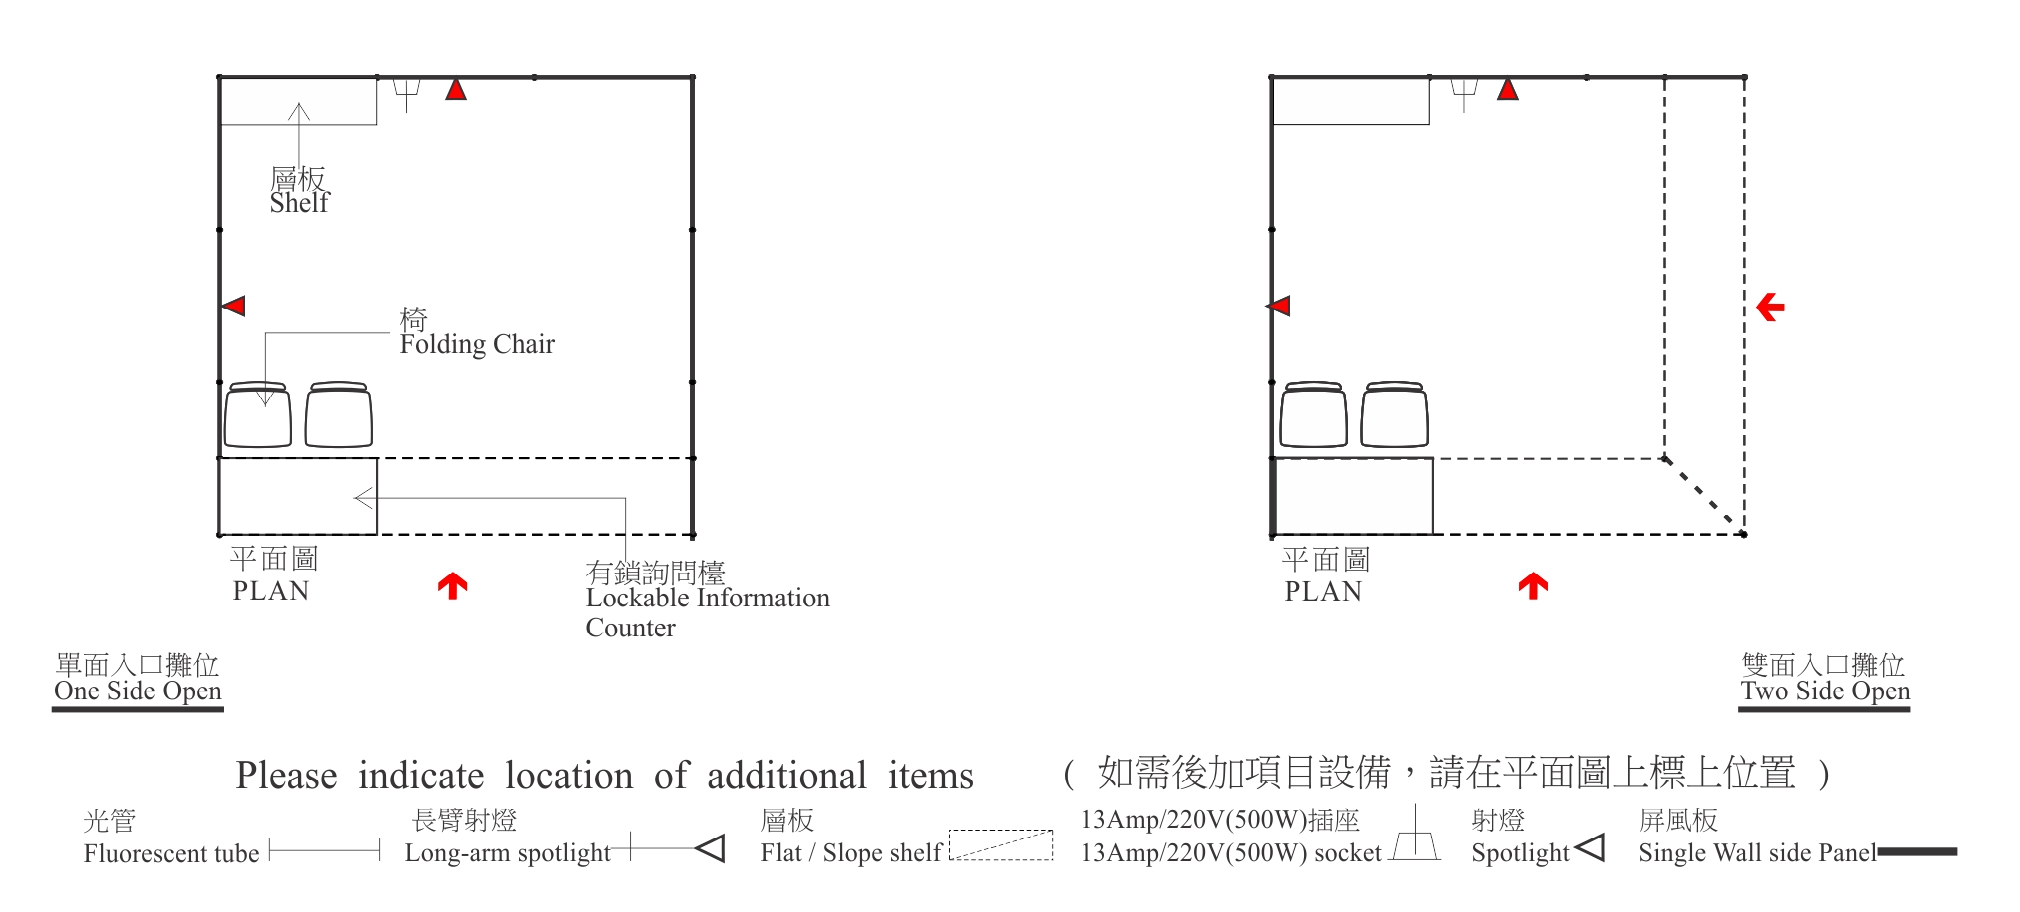 層板
Shelf
椅
Folding Chair
平面圖
PLAN
有鎖詢問檯
Lockable Information
Counter
單面入口攤位
One Side Open
平面圖
PLAN
雙面入口攤位
Two Side Open
Please indicate location of additional items ( 如需後加項目設備，請在平面圖上標上位置 )
光管
Fluorescent tube
長臂射燈
Long-arm spotlight
層板
Flat / Slope shelf
13Amp/220V(500W)插座
13Amp/220V(500W) socket
射燈
Spotlight
屏風板
Single Wall side Panel